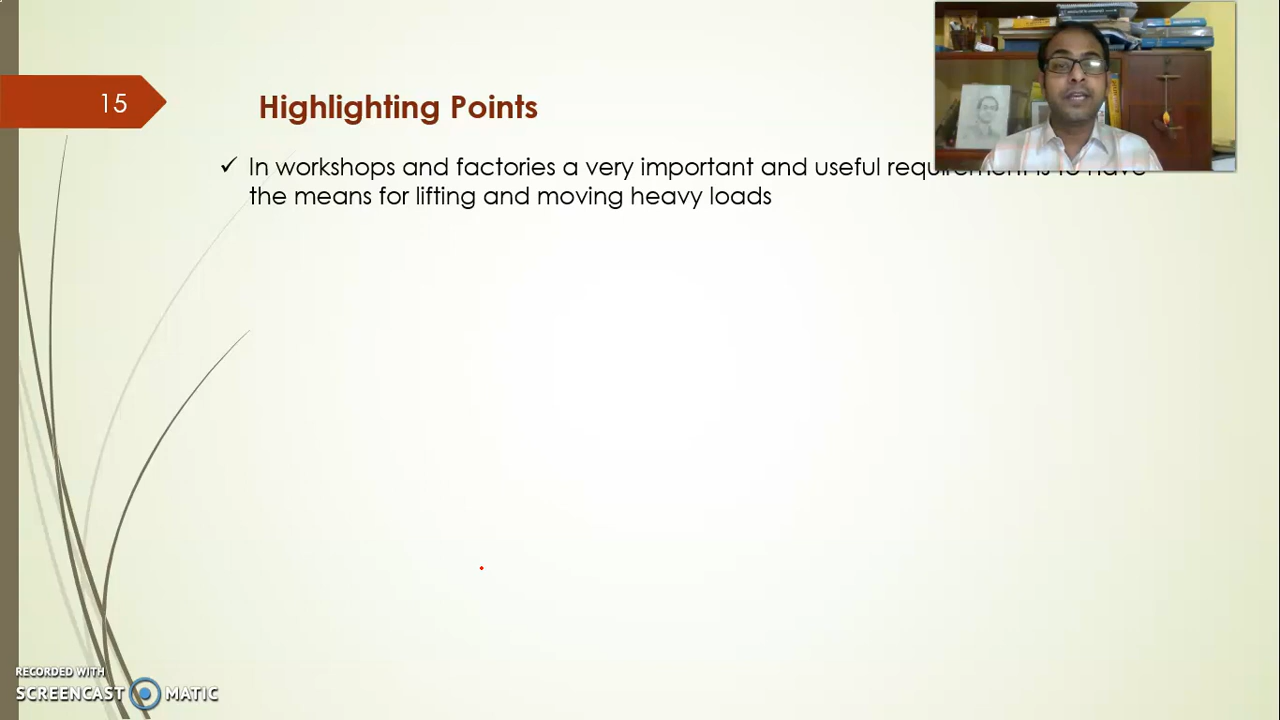 15
Highlighting Points
✓ In workshops and factories a very important and useful requirement is to have
the means for lifting and moving heavy loads
RECORDED WITH
SCREENCAST MATIC